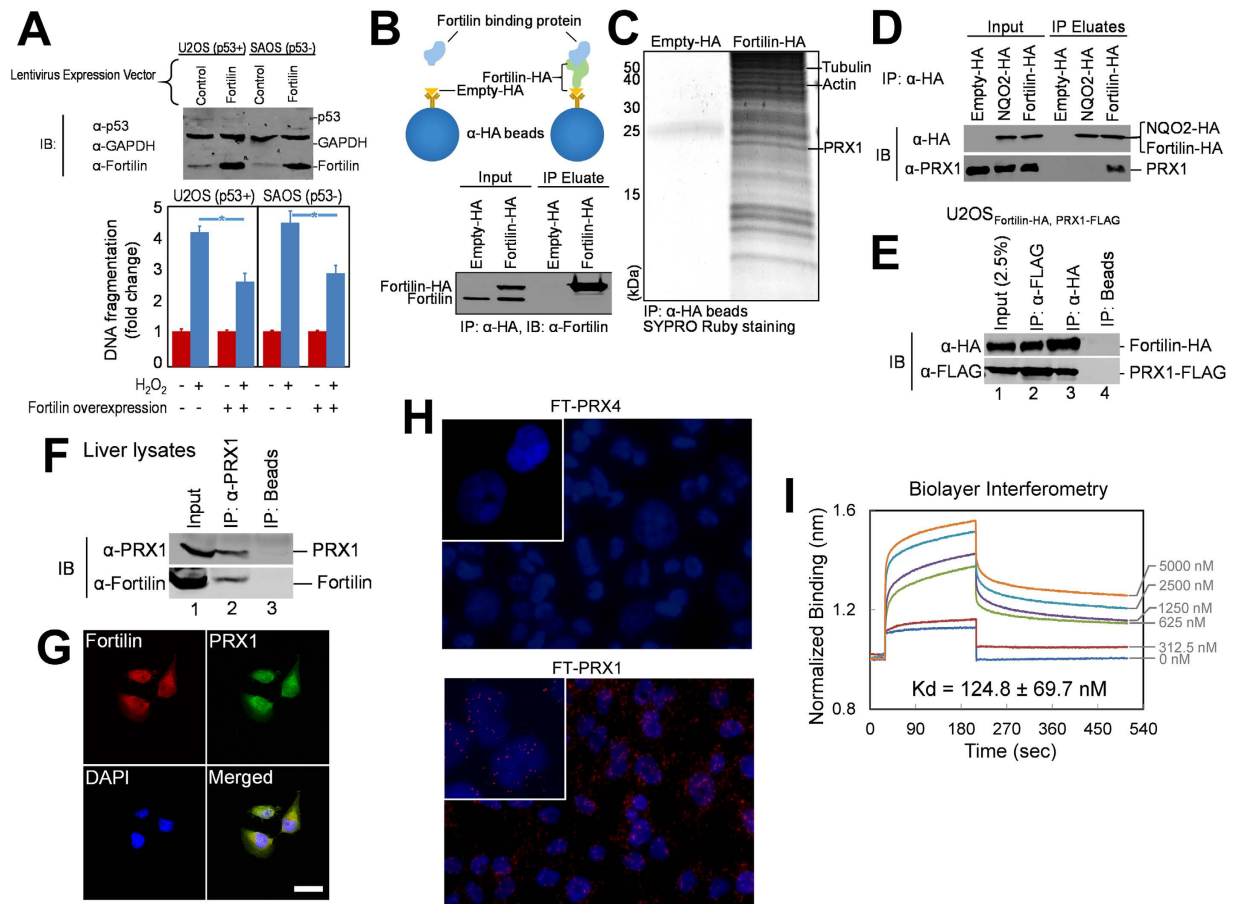 A
U2OS (p53+) SAOS (p53-)
Lentivirus Expression Vector
Control
Fortilin
Control
Fortilin
IB:
α-p53
α-GAPDH
α-Fortilin
p53
GAPDH
Fortilin
U2OS (p53+) SAOS (p53-)
DNA fragmentation
(fold change)
5
4
3
2
1
0
*
*
H2O2 - + - + - + - +
Fortilin overexpression - - + + - - + +
B
Fortilin binding protein
Fortilin-HA
Empty-HA
α-HA beads
Input IP Eluate
Empty-HA
Fortilin-HA
Empty-HA
Fortilin-HA
Fortilin-HA
Fortilin
IP: α-HA, IB: α-Fortilin
C
Empty-HA Fortilin-HA
50
40
30
25
15
(kDa)
Tubulin
Actin
PRX1
IP: α-HA beads
SYPRO Ruby staining
D
Input IP Eluates
IP: α-HA
Empty-HA
NQO2-HA
Fortilin-HA
Empty-HA
NQO2-HA
Fortilin-HA
IB
α-HA
α-PRX1
NQO2-HA
Fortilin-HA
PRX1
E
U2OSFortilin-HA, PRX1-FLAG
Input (2.5%)
IP: α-FLAG
IP: α-HA
IP: Beads
IB
α-HA
α-FLAG
Fortilin-HA
PRX1-FLAG
1 2 3 4
F
Liver lysates
Input
IP: α-PRX1
IP: Beads
IB
α-PRX1
α-Fortilin
PRX1
Fortilin
1 2 3
G
Fortilin
PRX1
DAPI
Merged
H
FT-PRX4
FT-PRX1
I
Biolayer Interferometry
Normalized Binding (nm)
1.6
1.2
0.8
5000 nM
2500 nM
1250 nM
625 nM
312.5 nM
0 nM
Kd = 124.8 ± 69.7 nM
0 90 180 270 360 450 540
Time (sec)